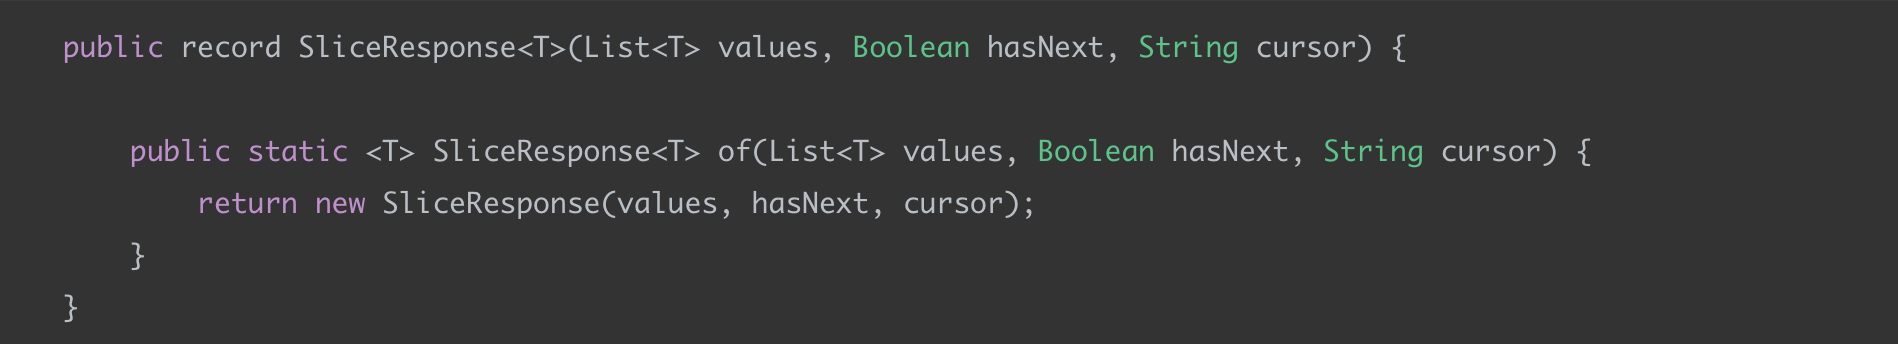 public record SliceResponse<T>(List<T> values, Boolean hasNext, String cursor) {
    public static <T> SliceResponse<T> of(List<T> values, Boolean hasNext, String cursor) {
        return new SliceResponse(values, hasNext, cursor);
    }
}